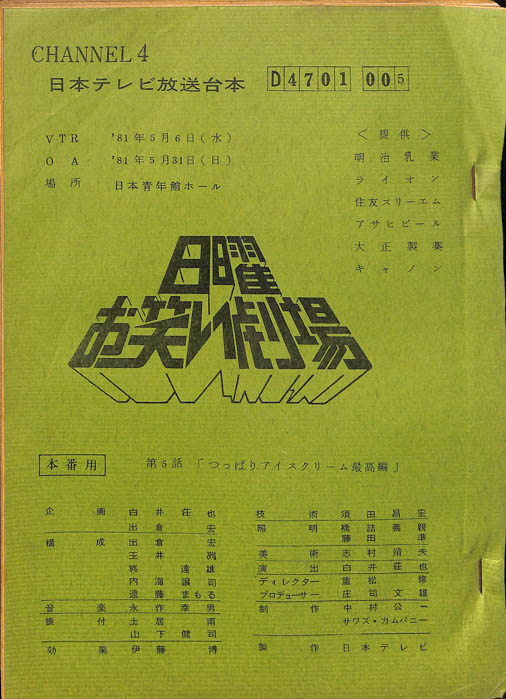 CHANNEL 4
日本テレビ放送台本 D4701 005
VTR '81年5月6日(水)
OA '81年5月31日(日)
場所 日本青年館ホール
＜提供＞
明治乳業
ライオン
住友スリーエム
アサヒビール
大正製薬
キャノン
日曜
お笑い劇場
本番用 第5話「つっぱりアイスクリーム最高編」
企画 白井荘也
出倉宏
構成 出倉宏
玉井
柊達雄
内海譲司
遠藤まもる
音楽 永作幸男
振付 土居甫
山下健司
効果 伊藤博
技術 須田昌宏
照明 橋詰義親
藤田準
美術 志村靖夫
演出 白井荘也
ディレクター 重松修
プロデューサー 庄司文雄
制作 中村公一
サワズ・カムパニー
製作 日本テレビ